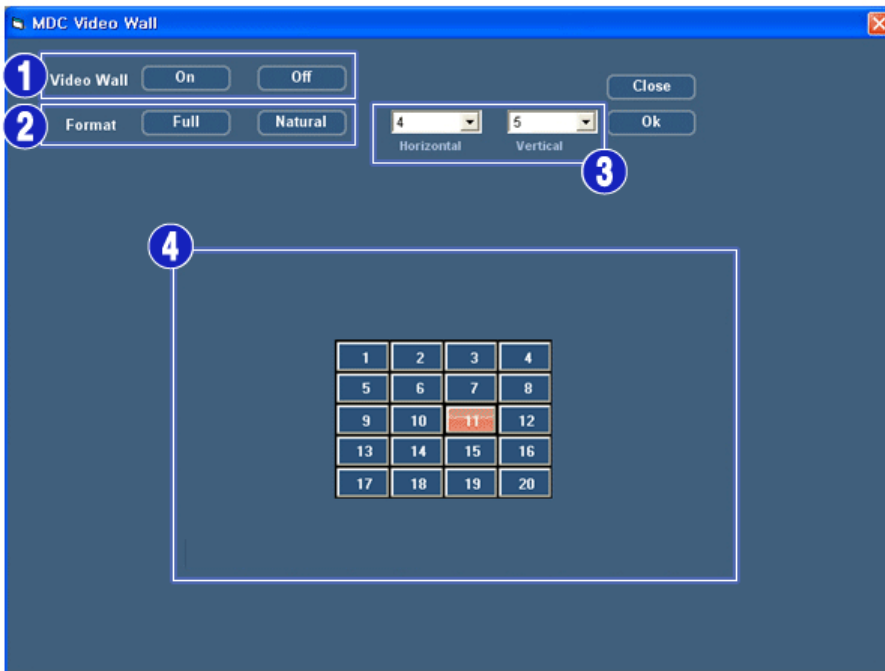 MDC Video Wall
1
Video Wall On Off
Close
2
Format Full Natural
4 5
Ok
Horizontal Vertical
3
4
1 2 3 4
5 6 7 8
9 10 11 12
13 14 15 16
17 18 19 20